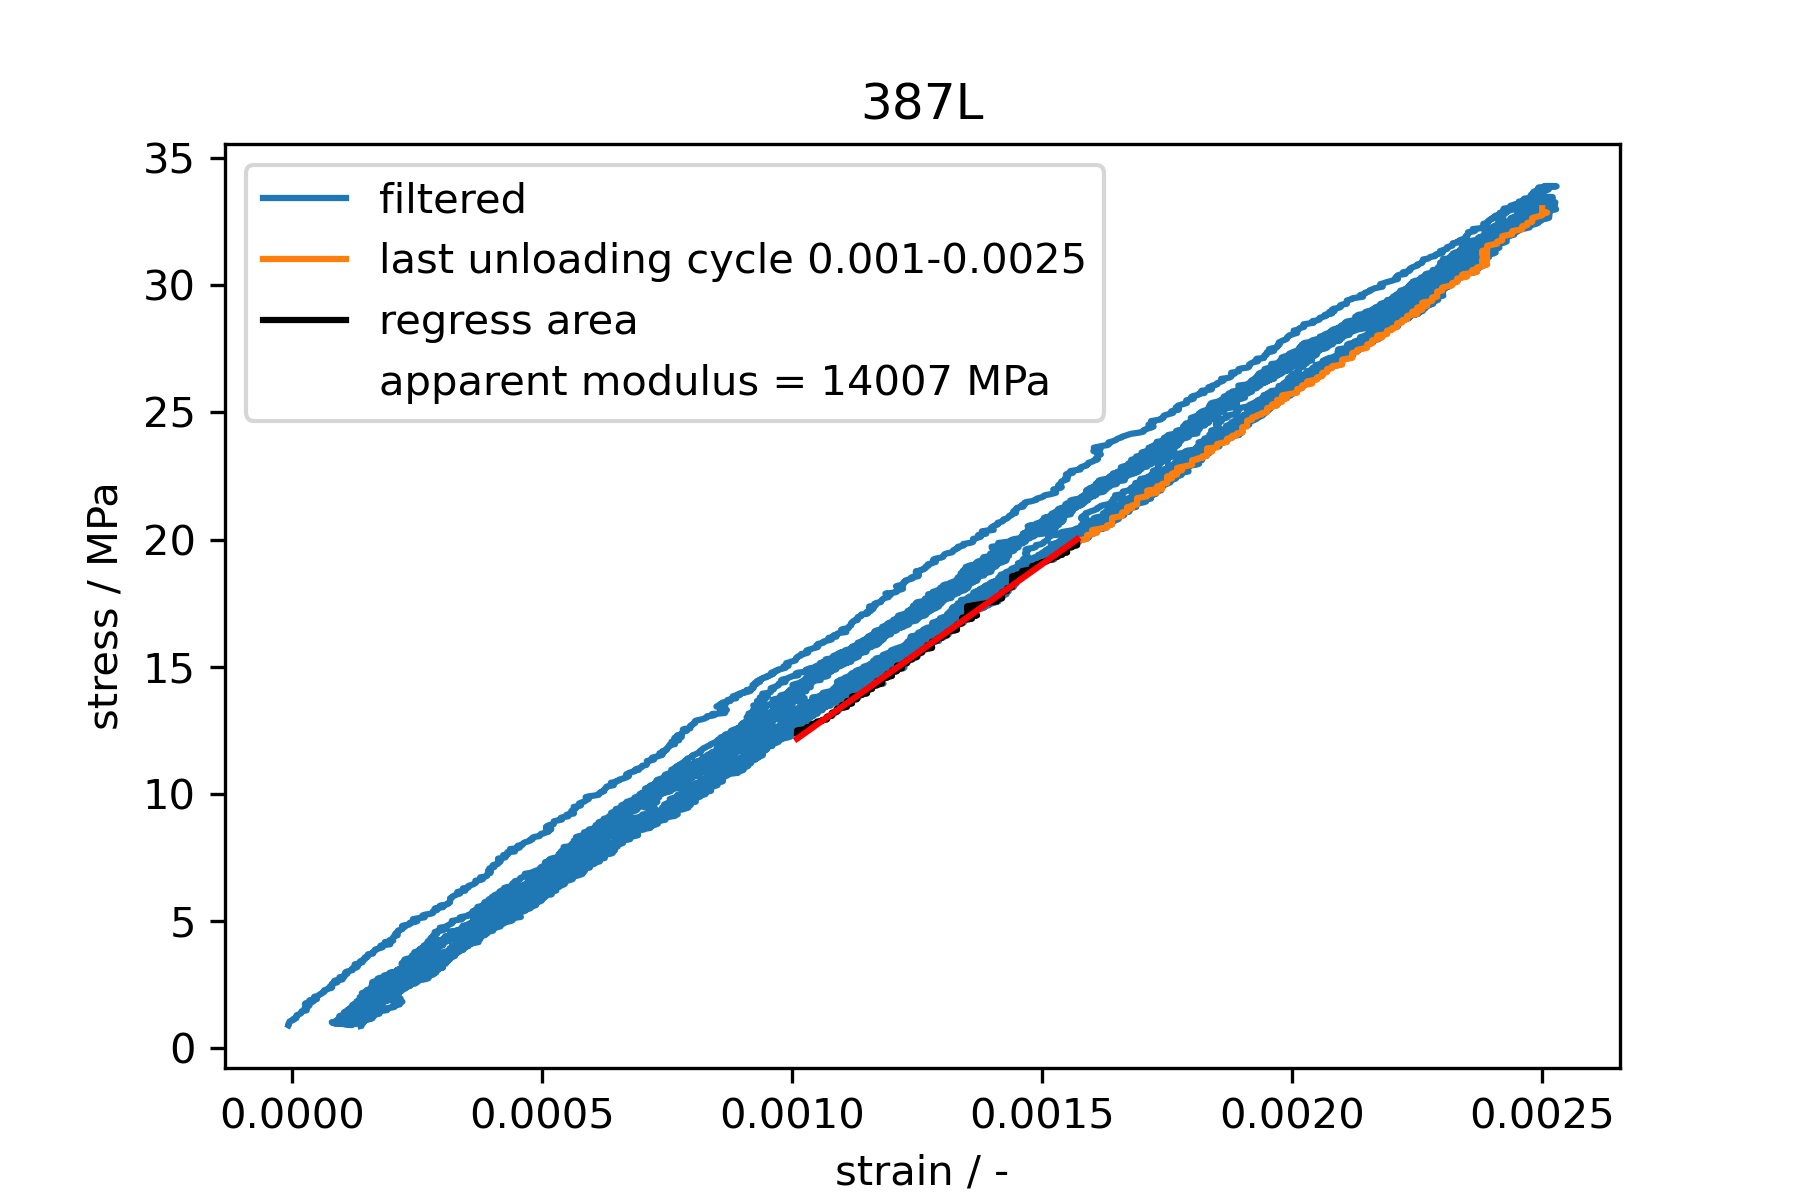 387L
35
30
25
20
15
10
5
0
stress / MPa
filtered
last unloading cycle 0.001-0.0025
regress area
apparent modulus = 14007 MPa
0.0000 0.0005 0.0010 0.0015 0.0020 0.0025
strain / -